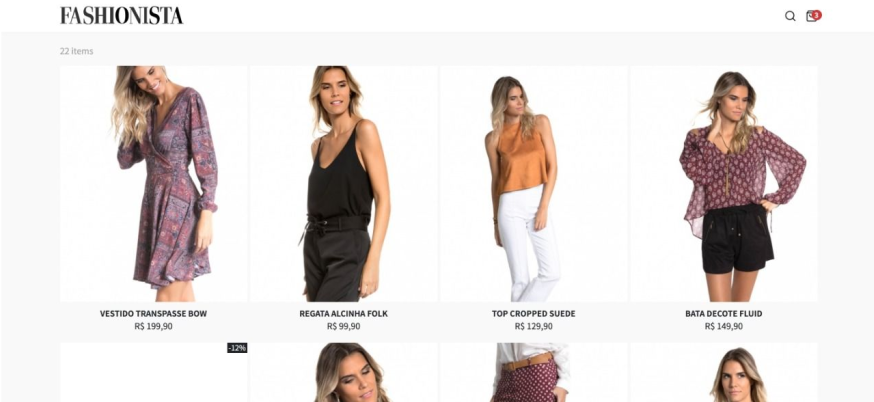 FASHIONISTA
3
22 items
VESTIDO TRANSPASSE BOW
R$ 199,90
REGATA ALCINHA FOLK
R$ 99,90
TOP CROPPED SUEDE
R$ 129,90
BATA DECOTE FLUID
R$ 149,90
-12%